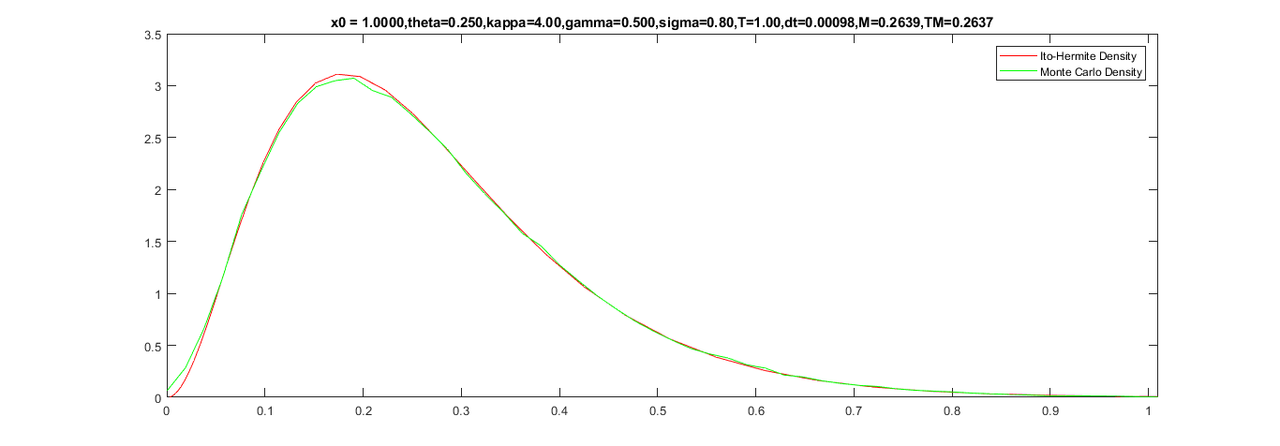 x0 = 1.0000,theta=0.250,kappa=4.00,gamma=0.500,sigma=0.80,T=1.00,dt=0.00098,M=0.2639,TM=0.2637
Ito-Hermite Density
Monte Carlo Density
3.5
3
2.5
2
1.5
1
0.5
0
0 0.1 0.2 0.3 0.4 0.5 0.6 0.7 0.8 0.9 1